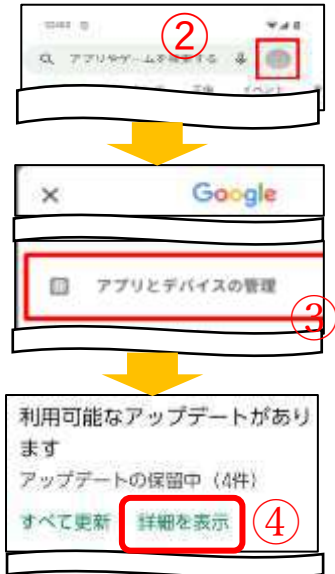 ②
アプリやゲームを検索する
× Google
アプリとデバイスの管理
③
利用可能なアップデートがあり
ます
アップデートの保留中（4件）
すべて更新 詳細を表示 ④